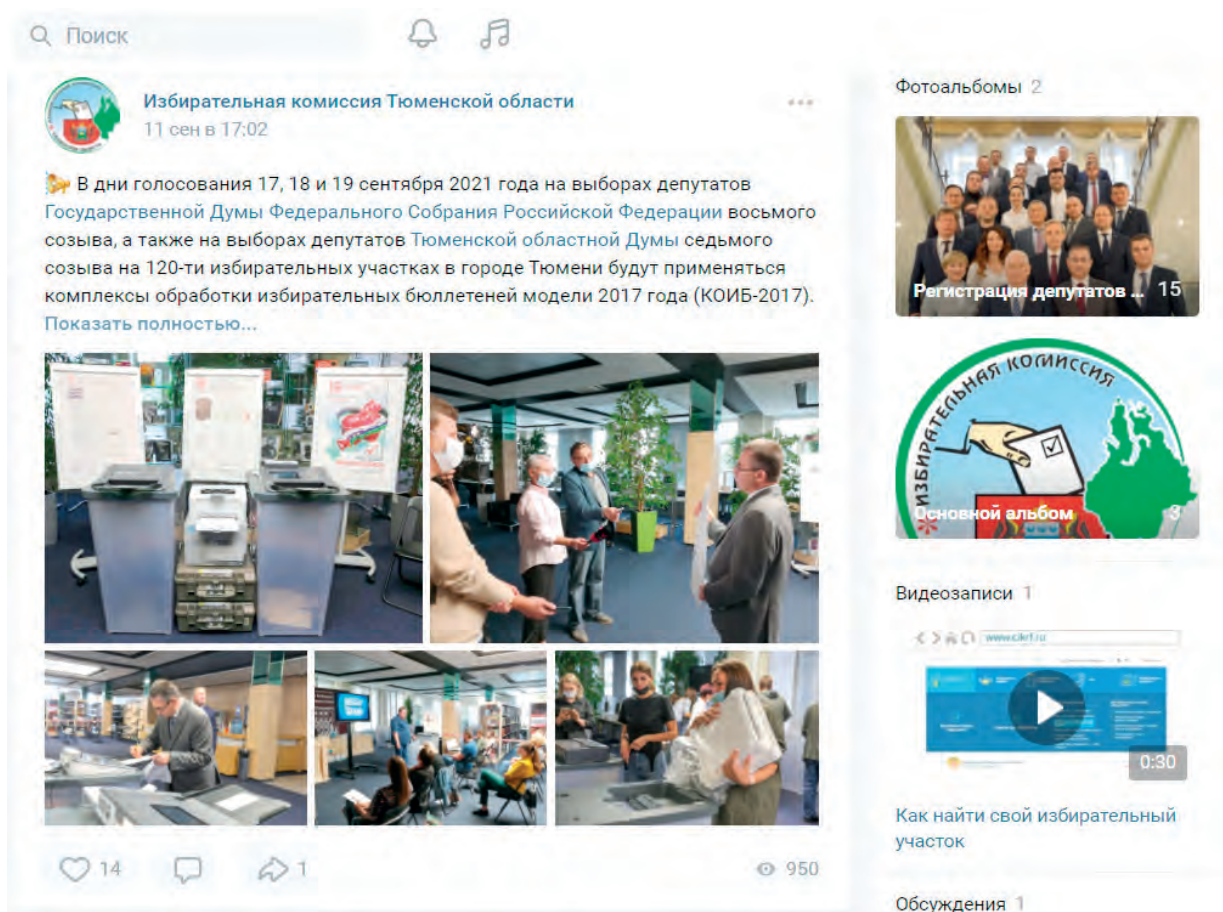 Поиск
Избирательная комиссия Тюменской области
11 сен в 17:02
В дни голосования 17, 18 и 19 сентября 2021 года на выборах депутатов
Государственной Думы Федерального Собрания Российской Федерации восьмого
созыва, а также на выборах депутатов Тюменской областной Думы седьмого
созыва на 120-ти избирательных участках в городе Тюмени будут применяться
комплексы обработки избирательных бюллетеней модели 2017 года (КОИБ-2017).
Показать полностью...
14
1
950
Фотоальбомы 2
Регистрация депутатов ... 15
ИЗБИРАТЕЛЬНАЯ КОМИССИЯ
Основной альбом 3
Видеозаписи 1
www.cikrf.ru
0:30
Как найти свой избирательный
участок
Обсуждения 1